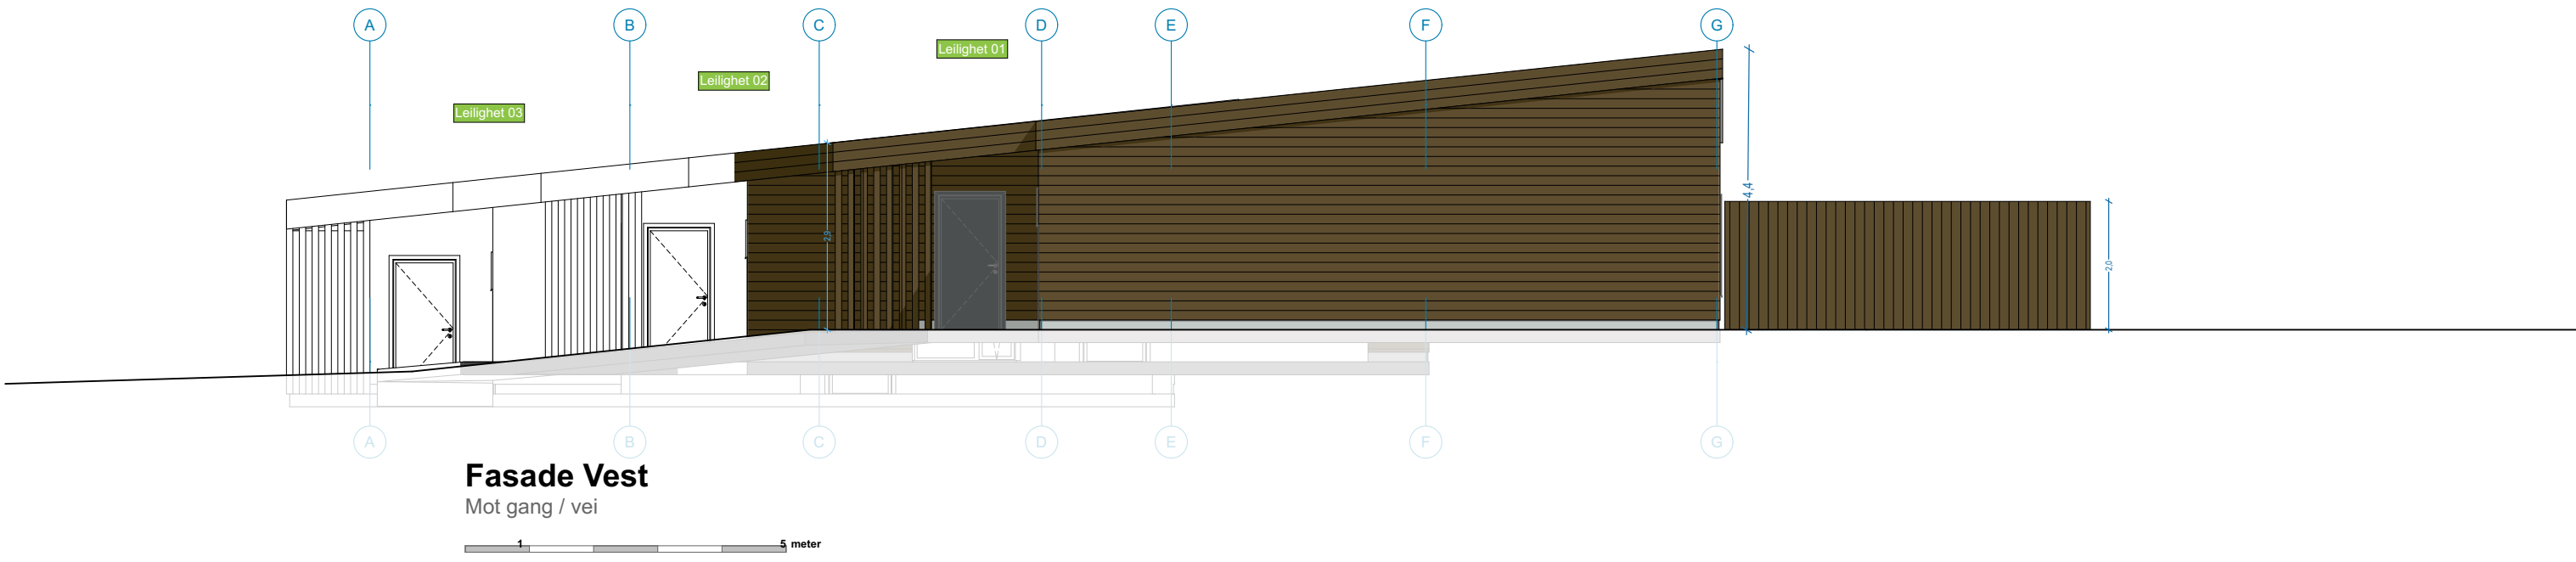 A B C D E F G
Leilighet 01
Leilighet 02
Leilighet 03
4,4
2,9
2,0
A B C D E F G
Fasade Vest
Mot gang / vei
1 5 meter